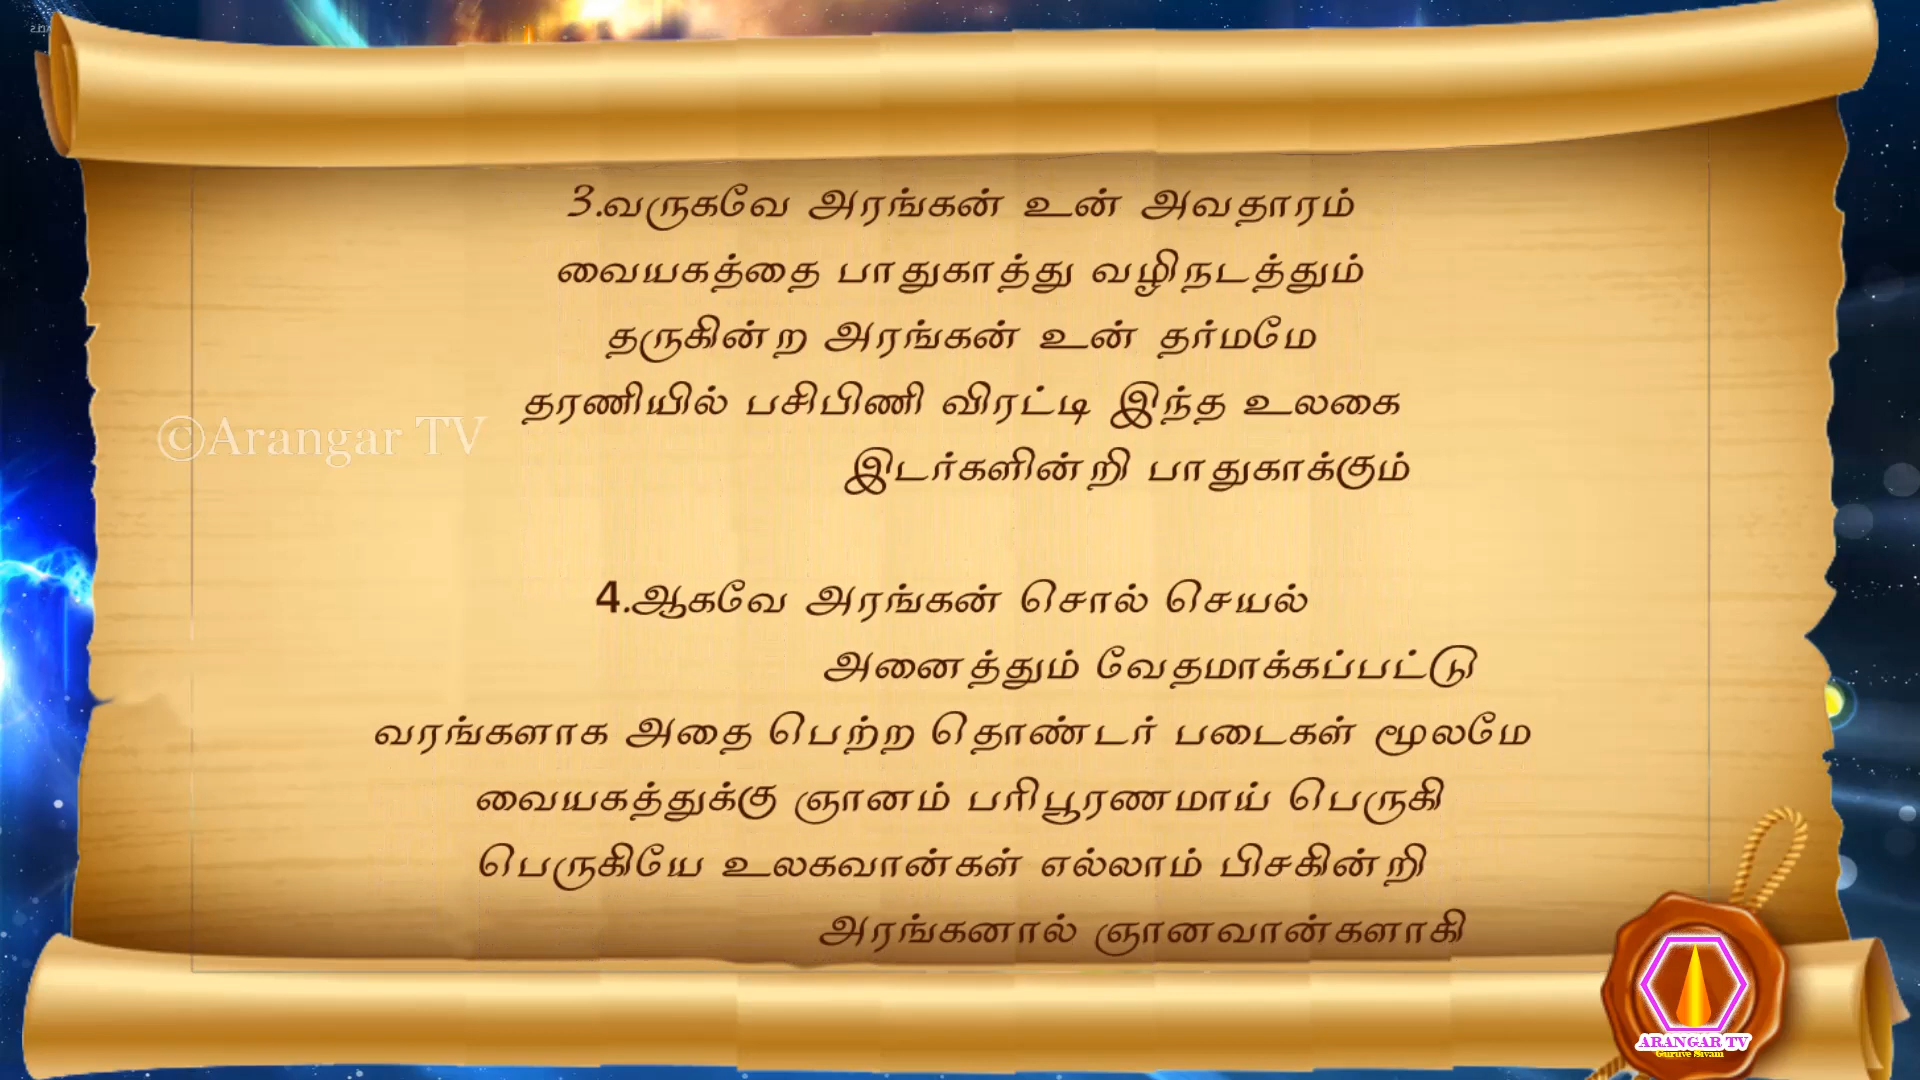 3.வருகவே அரங்கன் உன் அவதாரம்
வையகத்தை பாதுகாத்து வழிநடத்தும்
தருகின்ற அரங்கன் உன் தர்மமே
தரணியில் பசிபிணி விரட்டி இந்த உலகை
இடர்களின்றி பாதுகாக்கும்
©Arangar TV
4.ஆகவே அரங்கன் சொல் செயல்
அனைத்தும் வேதமாக்கப்பட்டு
வரங்களாக அதை பெற்ற தொண்டர் படைகள் மூலமே
வையகத்துக்கு ஞானம் பரிபூரணமாய் பெருகி
பெருகியே உலகவான்கள் எல்லாம் பிசகின்றி
அரங்கனால் ஞானவான்களாகி
ARANGAR TV
Guruve Sivam